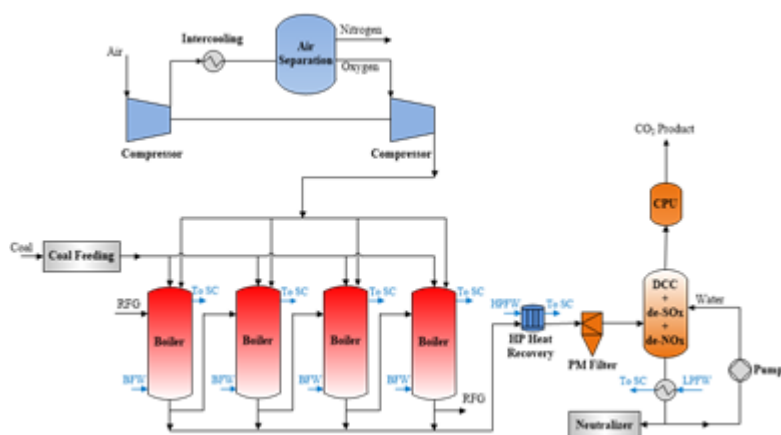 Nitrogen
Intercooling
Air
Air
Separation
Oxygen
Compressor
Compressor
CO2 Product
CPU
Coal
Coal Feeding
To SC
To SC
To SC
To SC
RFG
Boiler
Boiler
Boiler
Boiler
BFW
BFW
BFW
BFW
RFG
HPFW
To SC
HP Heat
Recovery
PM Filter
DCC
+
de-SOx
+
de-NOx
Water
Pump
To SC
LPFW
Neutralizer